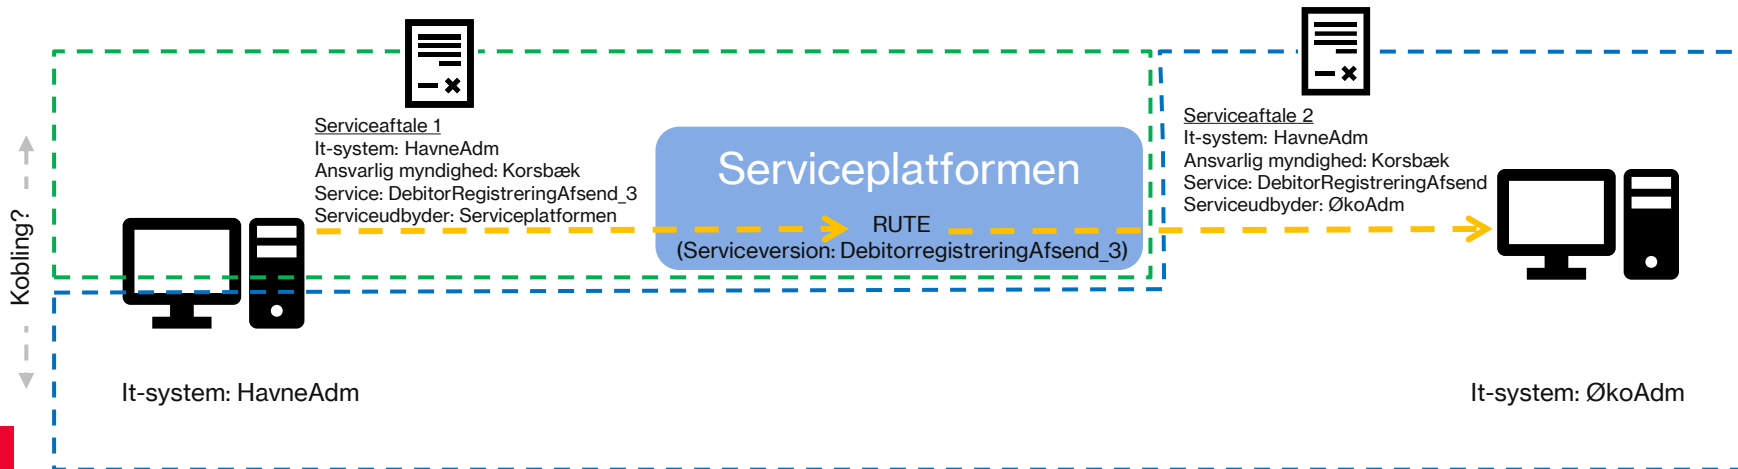 Kobling?
Serviceaftale 1
It-system: HavneAdm
Ansvarlig myndighed: Korsbæk
Service: DebitorRegistreringAfsend_3
Serviceudbyder: Serviceplatformen
Serviceplatformen
RUTE
(Serviceversion: DebitorregistreringAfsend_3)
Serviceaftale 2
It-system: HavneAdm
Ansvarlig myndighed: Korsbæk
Service: DebitorRegistreringAfsend
Serviceudbyder: ØkoAdm
It-system: HavneAdm
It-system: ØkoAdm